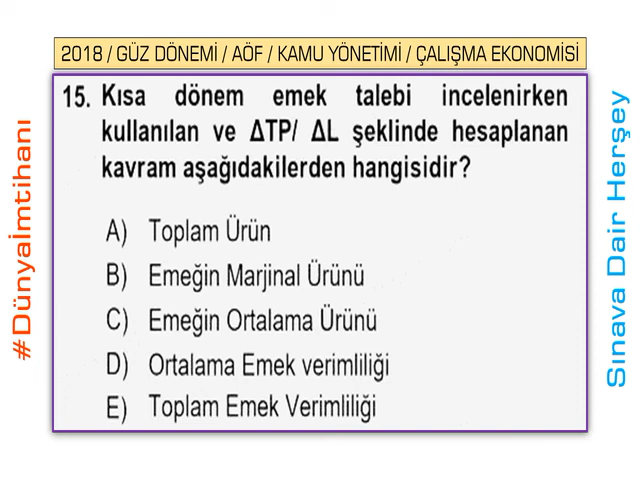 2018 / GÜZ DÖNEMİ / AÖF / KAMU YÖNETİMİ / ÇALIŞMA EKONOMİSİ
15. Kısa dönem emek talebi incelenirken
kullanılan ve ΔTP/ ΔL şeklinde hesaplanan
kavram aşağıdakilerden hangisidir?
A) Toplam Ürün
B) Emeğin Marjinal Ürünü
C) Emeğin Ortalama Ürünü
D) Ortalama Emek verimliliği
E) Toplam Emek Verimliliği
#Dünyaİmtihanı
Sınava Dair Herşey